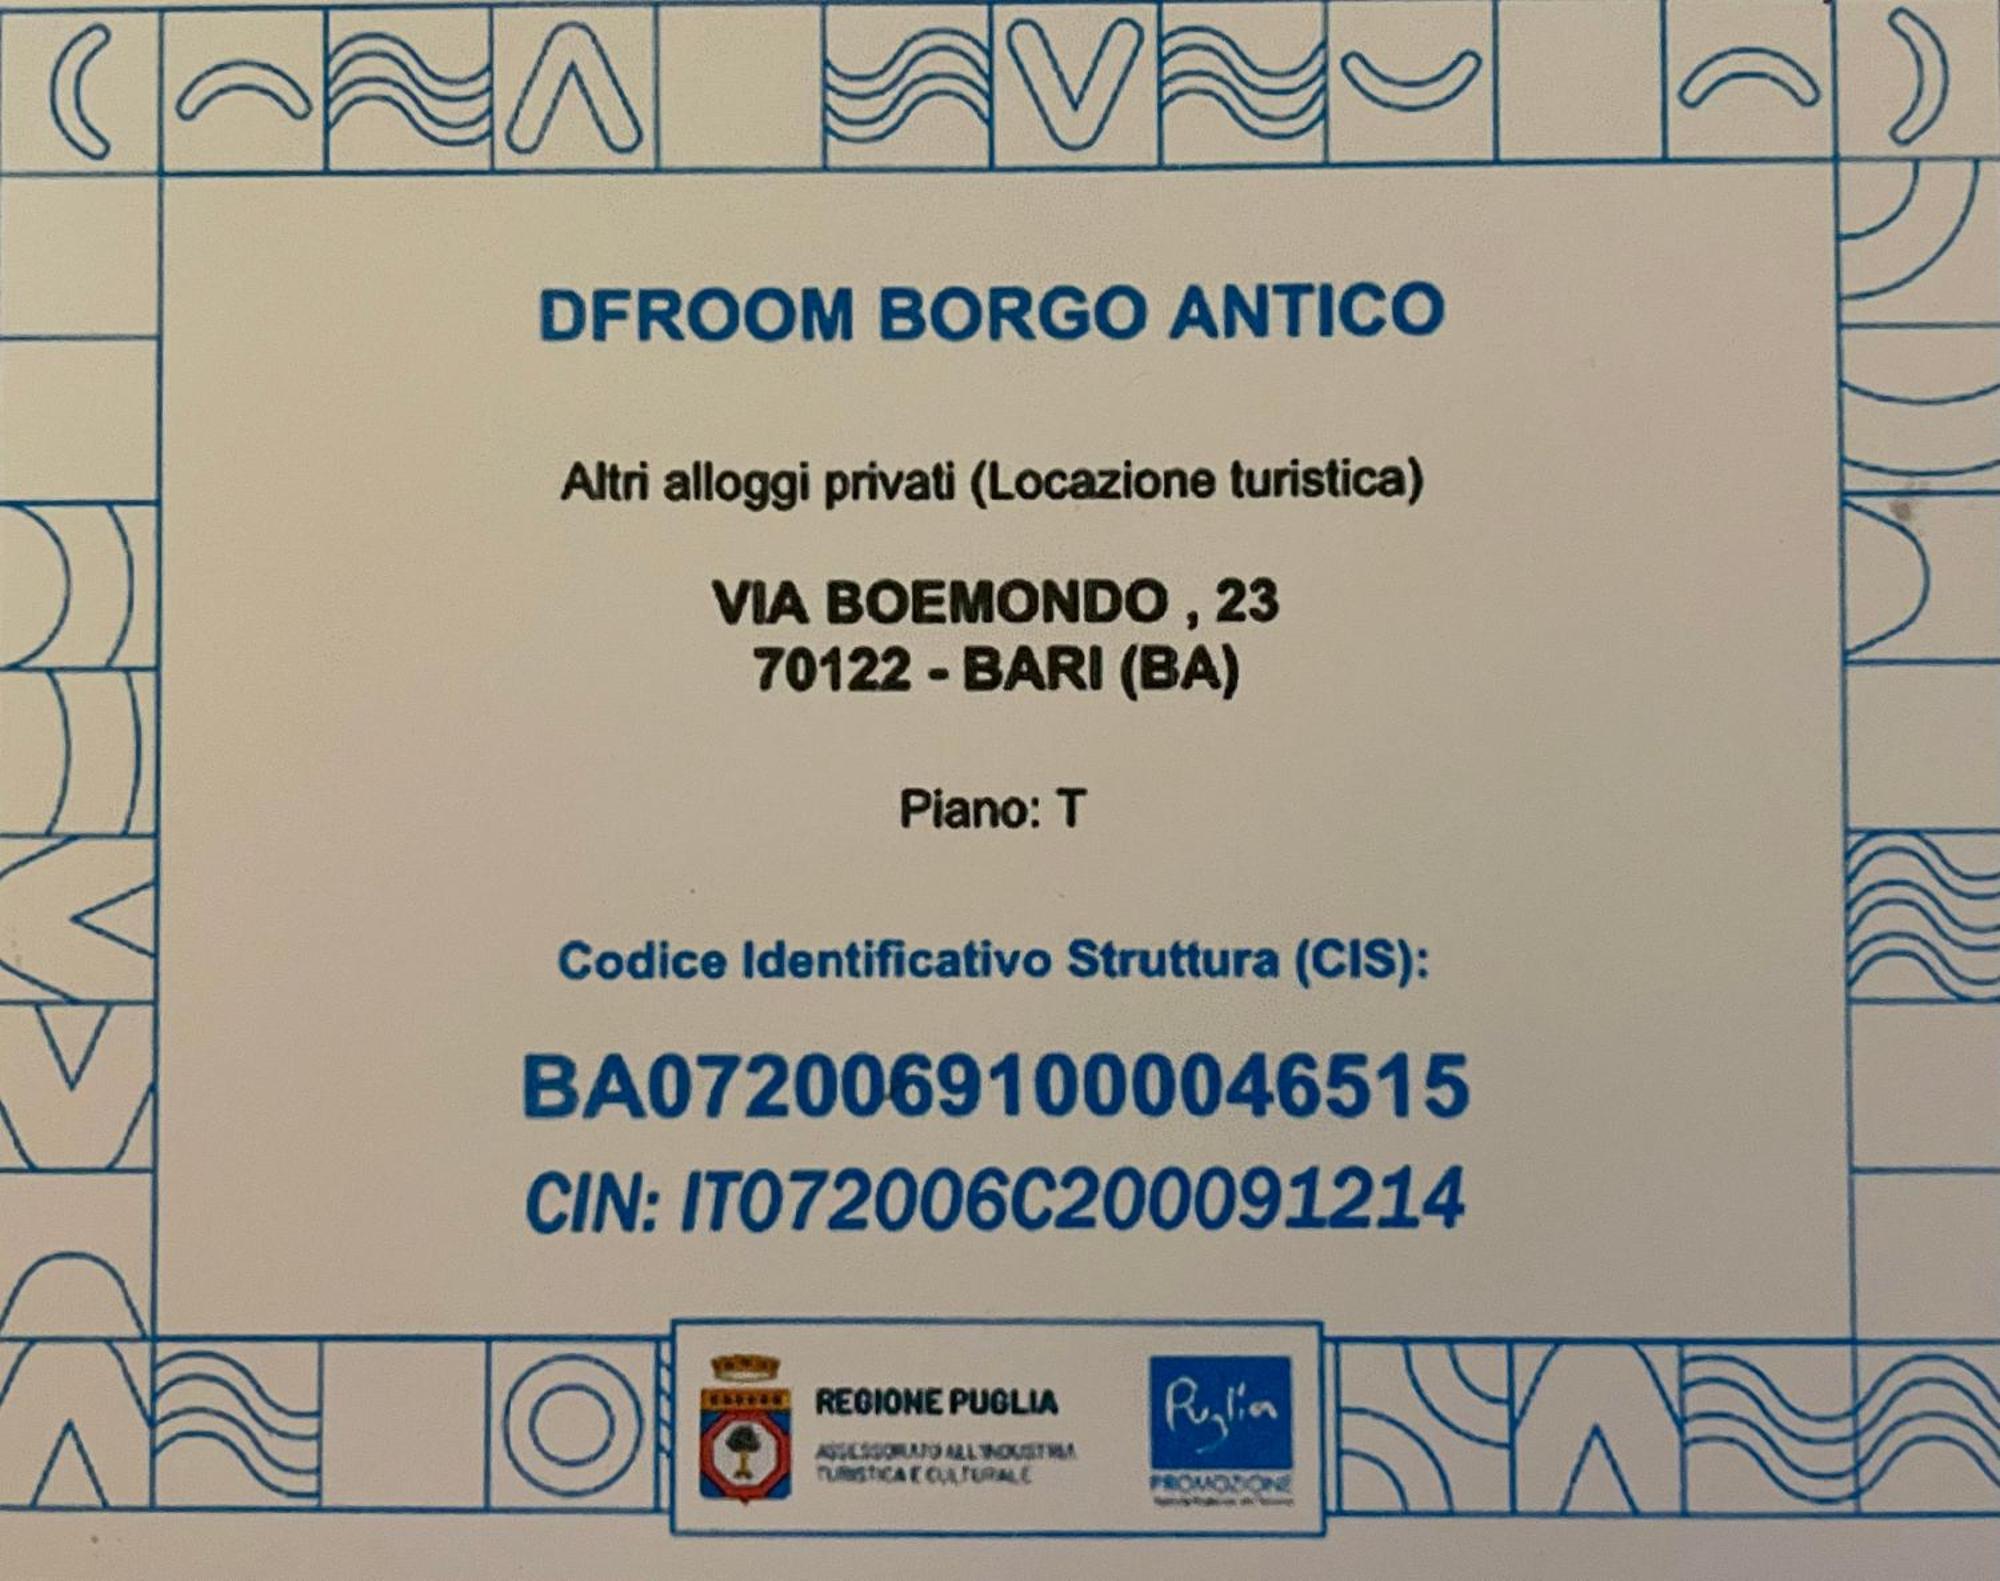 DFROOM BORGO ANTICO
Altri alloggi privati (Locazione turistica)
VIA BOEMONDO , 23
70122 - BARI (BA)
Piano: T
Codice Identificativo Struttura (CIS):
BA07200691000046515
CIN: IT072006C200091214
REGIONE PUGLIA
ASSESSORATO ALL'INDUSTRIA
TURISTICA E CULTURALE
Puglia
PROMOZIONE